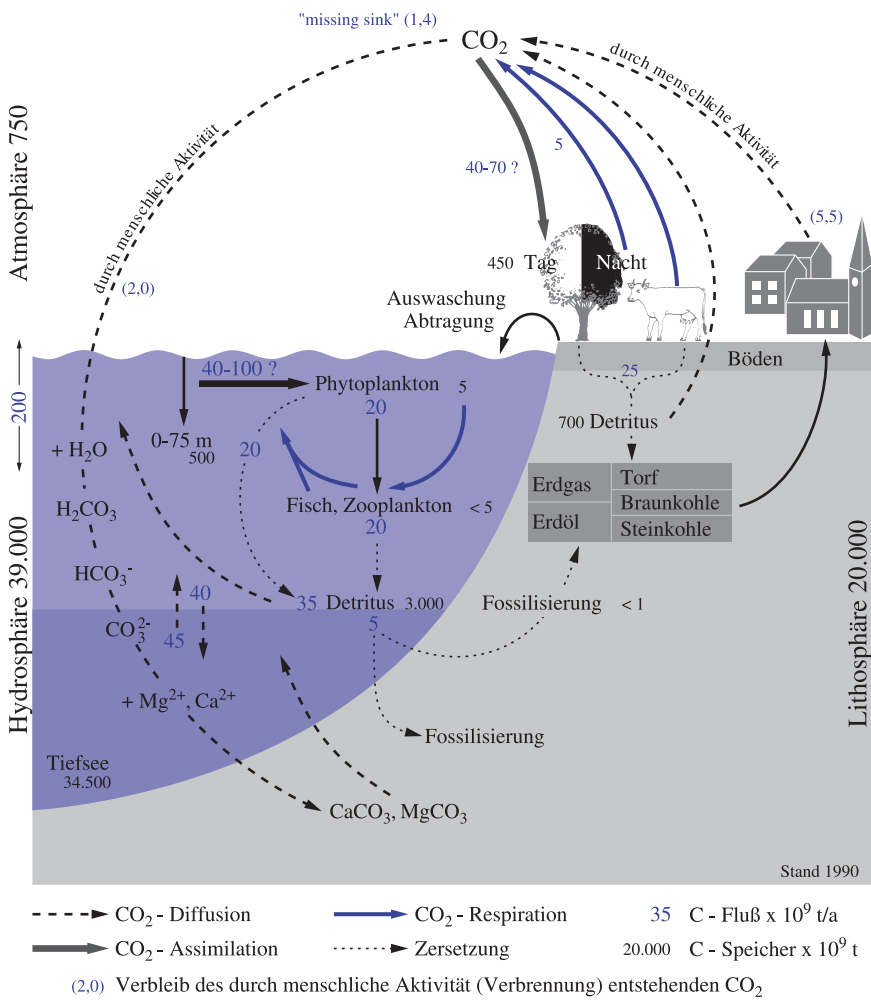 "missing sink" (1,4)
CO₂
durch menschliche Aktivität
durch menschliche Aktivität
Atmosphäre 750
5
40-70 ?
(5,5)
(2,0)
450 Tag
Nacht
Auswaschung
Abtragung
200
40-100 ?
Phytoplankton 5
20
25
Böden
700 Detritus
0-75 m
500
+ H₂O
20
H₂CO₃
Fisch, Zooplankton < 5
20
Erdgas
Erdöl
Torf
Braunkohle
Steinkohle
HCO₃⁻
40
35 Detritus 3.000
5
Fossilisierung < 1
CO₃²⁻
45
Hydrosphäre 39.000
Lithosphäre 20.000
+ Mg²⁺, Ca²⁺
Fossilisierung
Tiefsee
34.500
CaCO₃, MgCO₃
Stand 1990
CO₂ - Diffusion
CO₂ - Respiration
35 C - Fluß x 10⁹ t/a
CO₂ - Assimilation
Zersetzung
20.000 C - Speicher x 10⁹ t
(2,0) Verbleib des durch menschliche Aktivität (Verbrennung) entstehenden CO₂